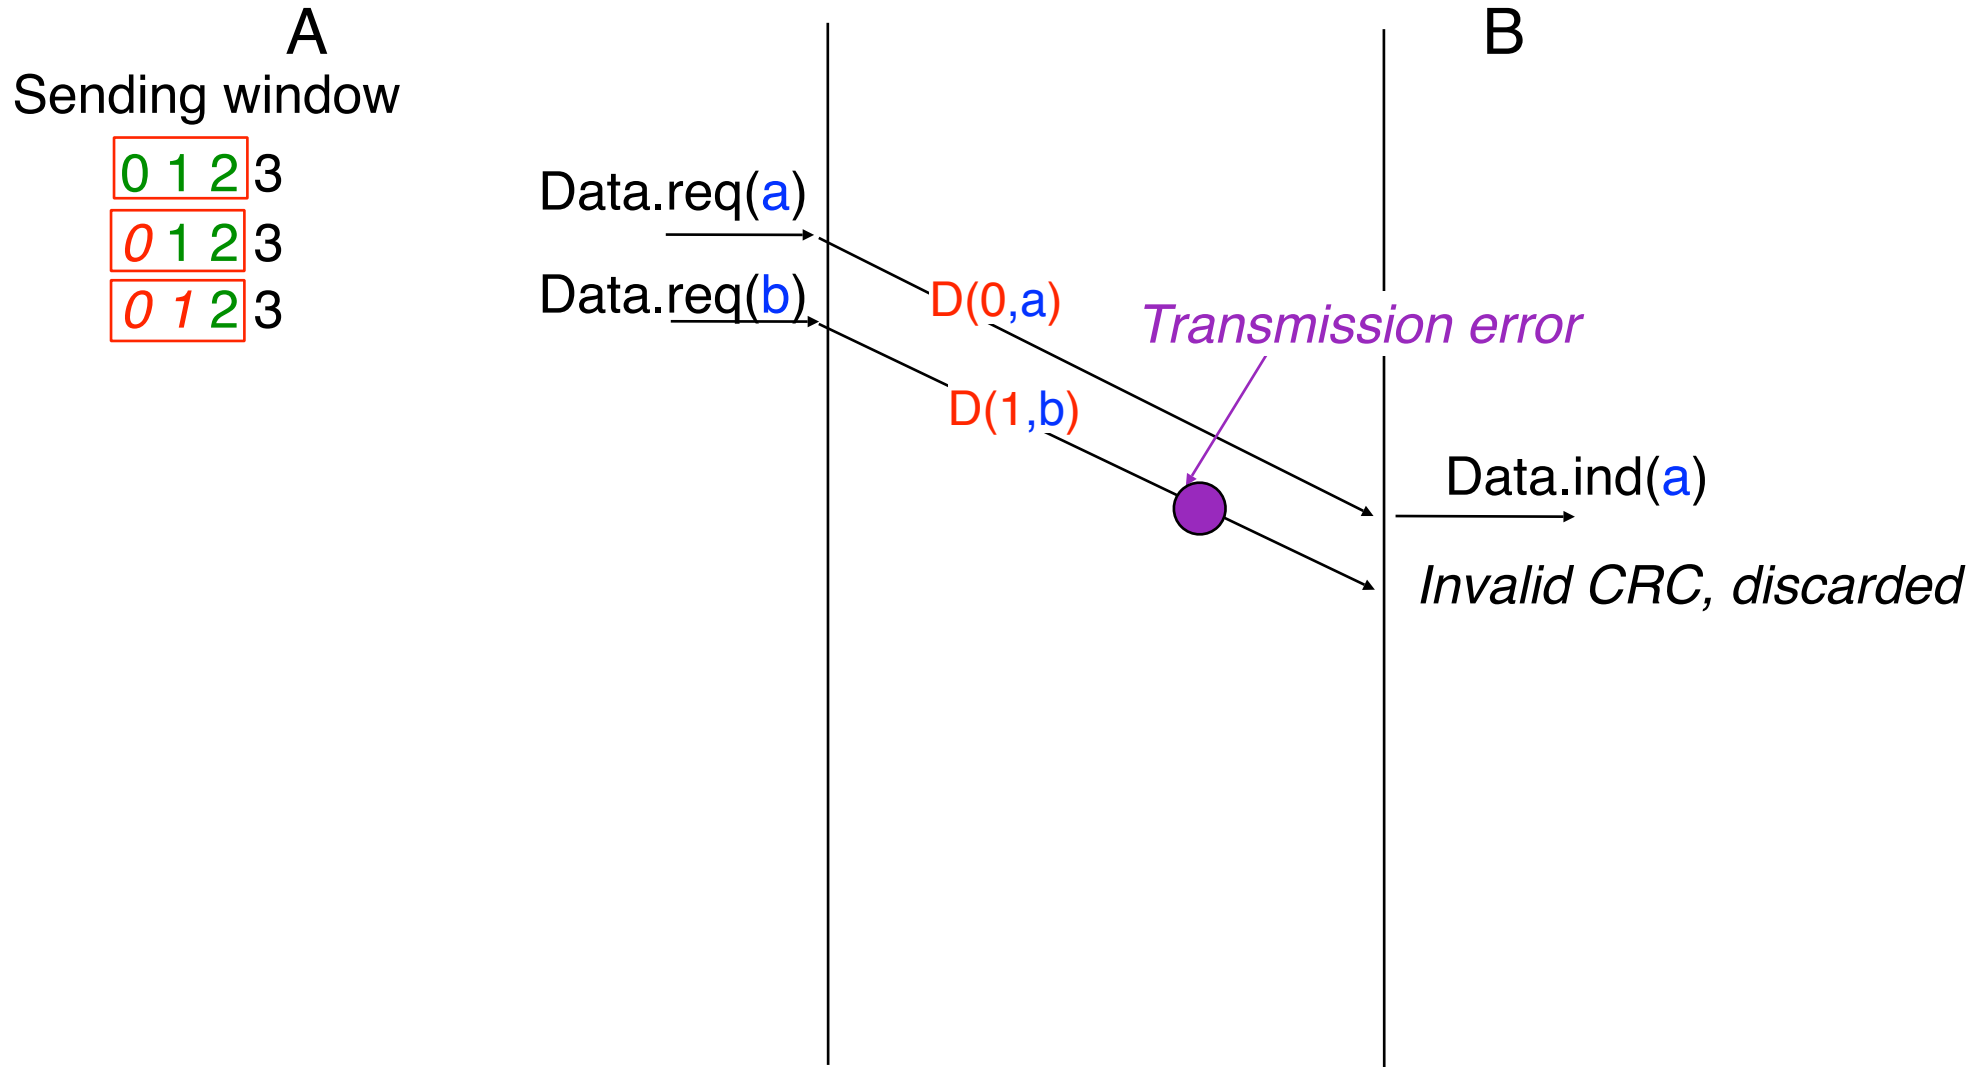 A
B
Sending window
0 1 2 3
0 1 2 3
0 1 2 3
Data.req(a)
Data.req(b)
D(0,a)
Transmission error
D(1,b)
Data.ind(a)
Invalid CRC, discarded